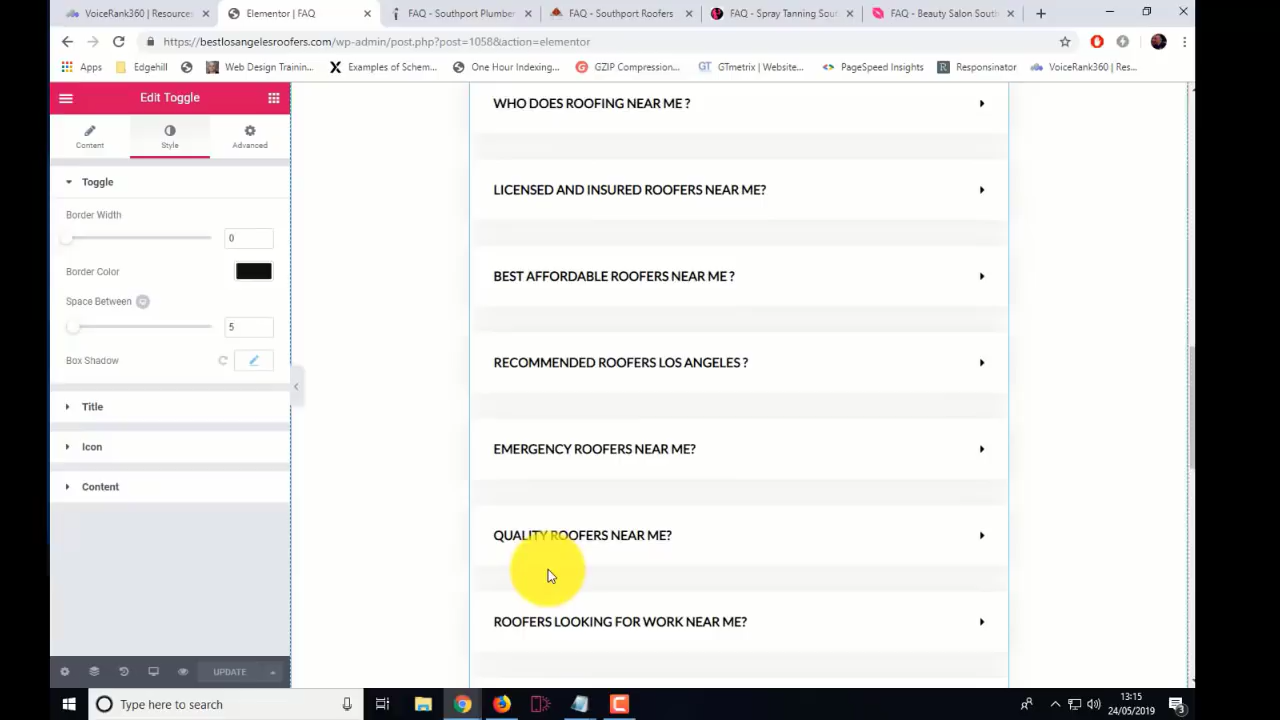 VoiceRank360 | Resources
Elementor | FAQ
FAQ - Southport Plumber
FAQ - Southport Roofers
FAQ - Spray Tanning Sout
FAQ - Beauty Salon South
https://bestlosangelesroofers.com/wp-admin/post.php?post=1058&action=elementor
Apps
Edgehill
Web Design Trainin...
Examples of Schem...
One Hour Indexing...
GZIP Compression...
GTmetrix | Website...
PageSpeed Insights
Responsinator
VoiceRank360 | Res...
Edit Toggle
Content
Style
Advanced
Toggle
Border Width
0
Border Color
Space Between
5
Box Shadow
Title
Icon
Content
UPDATE
WHO DOES ROOFING NEAR ME ?
LICENSED AND INSURED ROOFERS NEAR ME?
BEST AFFORDABLE ROOFERS NEAR ME ?
RECOMMENDED ROOFERS LOS ANGELES ?
EMERGENCY ROOFERS NEAR ME?
QUALITY ROOFERS NEAR ME?
ROOFERS LOOKING FOR WORK NEAR ME?
Type here to search
13:15
24/05/2019
3